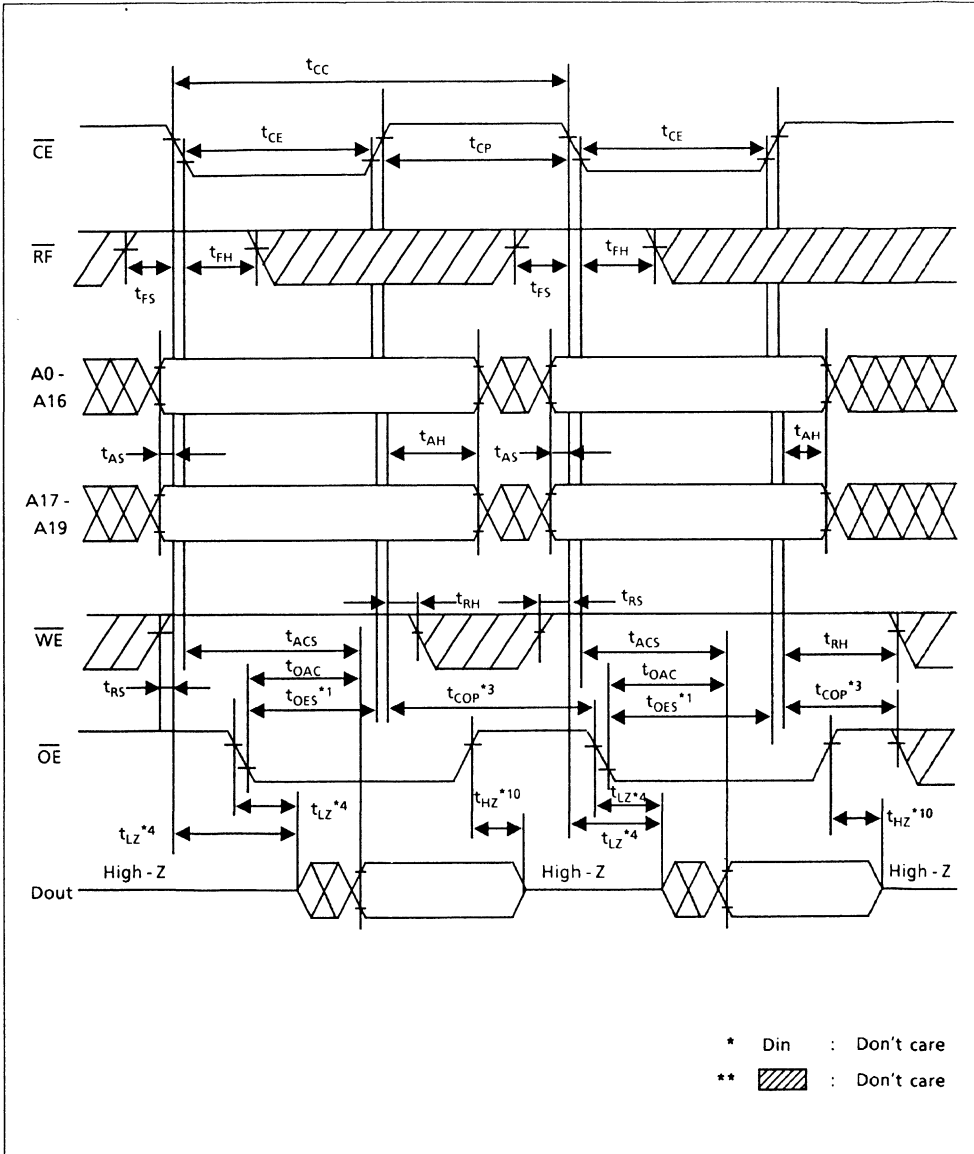 tCC
CE
tCE
tCP
tCE
RF
tFS
tFH
tFS
tFH
A0 -
A16
tAS
tAH
tAS
tAH
A17 -
A19
WE
tRH
tRS
tRS
tACS
tOAC
tOES*1
tCOP*3
tACS
tOAC
tOES*1
tRH
tCOP*3
OE
tLZ*4
tLZ*4
tHZ*10
tLZ*4
tLZ*4
tHZ*10
Dout
High - Z
High - Z
High - Z
* Din : Don't care
** : Don't care